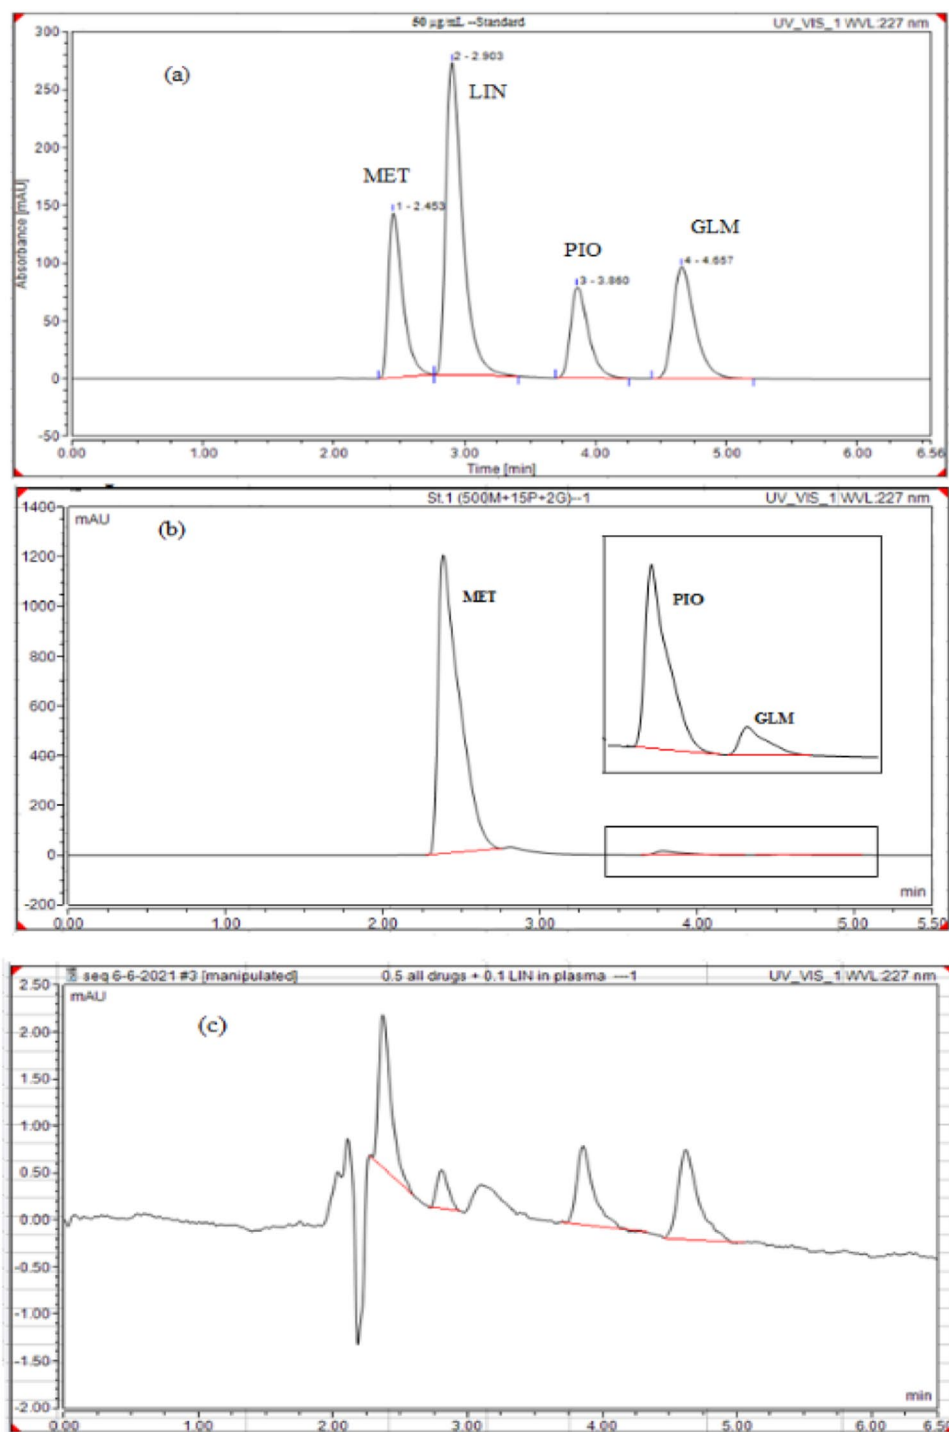 50 µg/mL --Standard
UV_VIS_1 WVL:227 nm
300
250
200
150
100
50
0
-50
Absorbance [mAU]
(a)
2 - 2.903
LIN
MET
1 - 2.453
PIO
3 - 3.860
GLM
4 - 4.657
0.00 1.00 2.00 3.00 4.00 5.00 6.00 6.56
Time [min]
St.1 (500M+15P+2G)--1
UV_VIS_1 WVL:227 nm
1400
1200
1000
800
600
400
200
0
-200
mAU
(b)
MET
PIO
GLM
min
0.00 1.00 2.00 3.00 4.00 5.00 5.50
seq 6-6-2021 #3 [manipulated]
0.5 all drugs + 0.1 LIN in plasma ---1
UV_VIS_1 WVL:227 nm
2.50
2.00
1.50
1.00
0.50
0.00
-0.50
-1.00
-1.50
-2.00
mAU
(c)
min
0.00 1.00 2.00 3.00 4.00 5.00 6.00 6.50